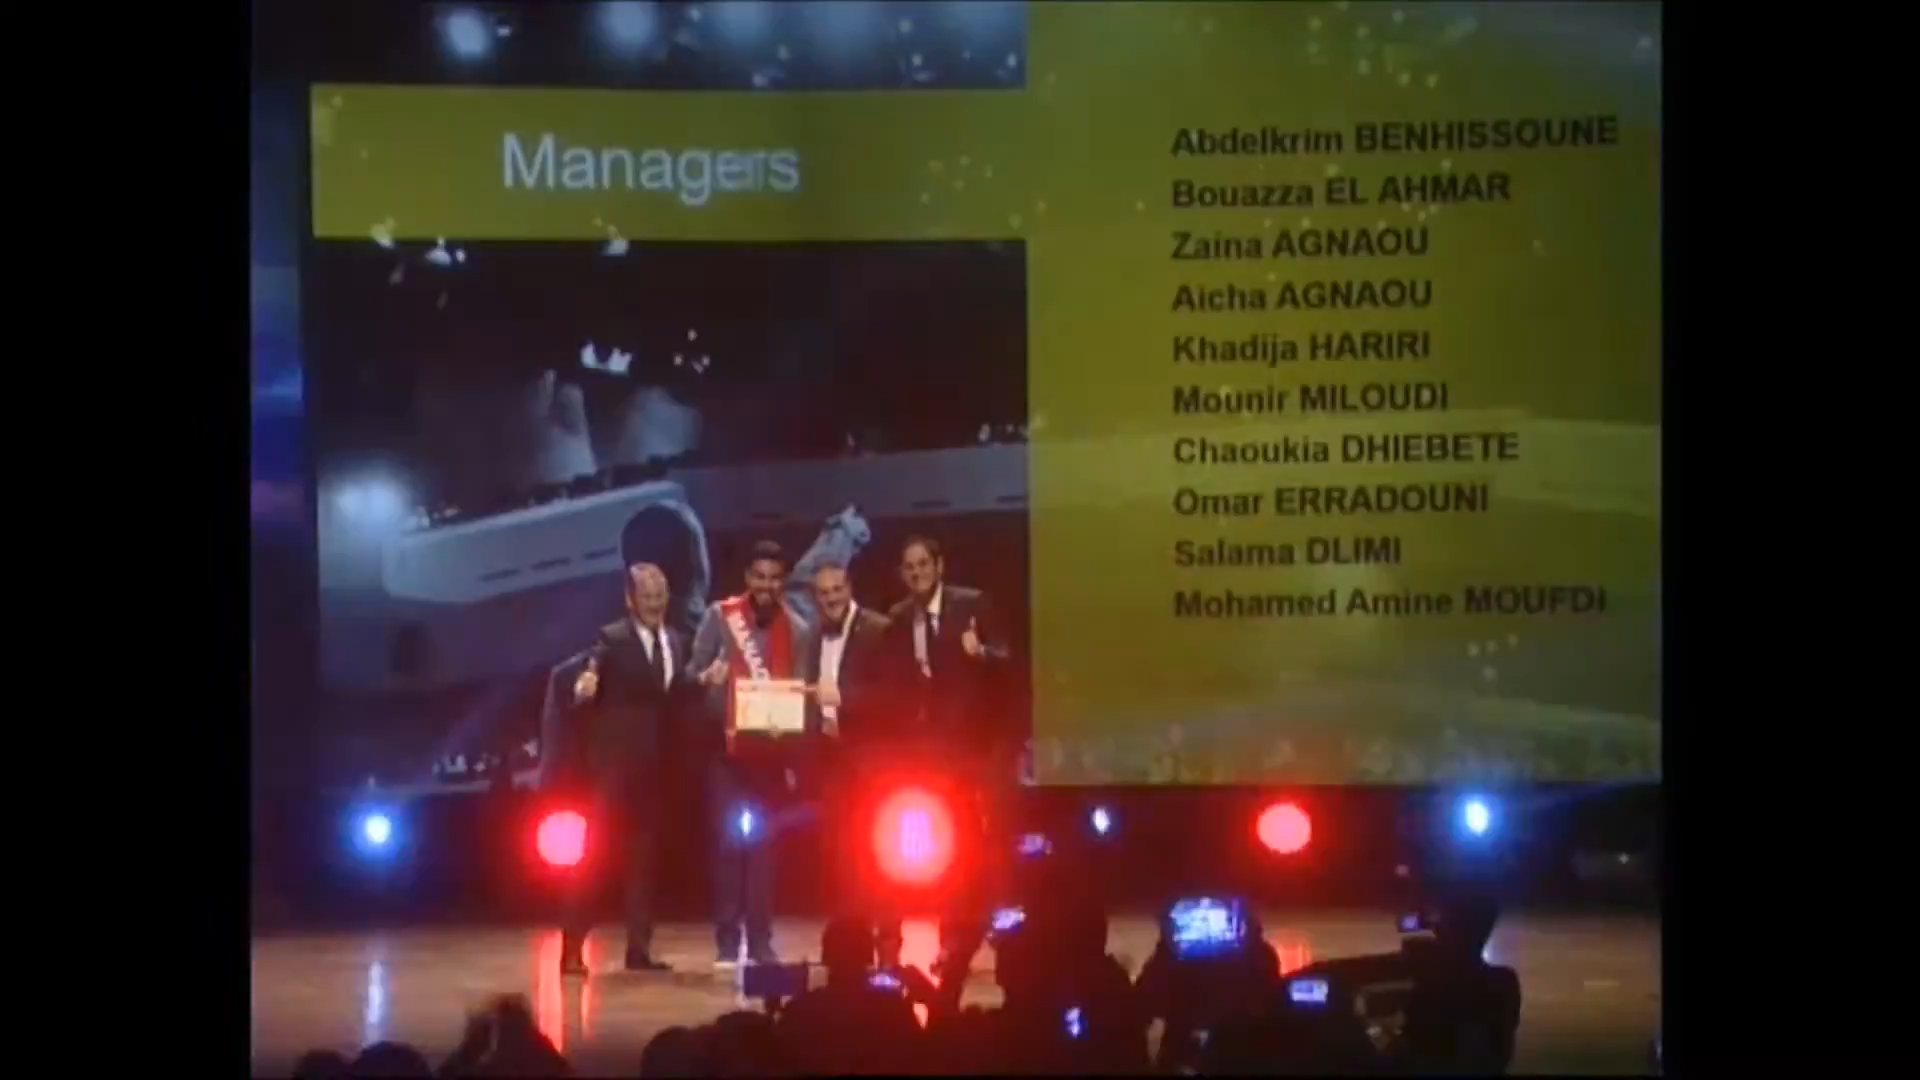 Managers
Abdelkrim BENHISSOUNE
Bouazza EL AHMAR
Zaina AGNAOU
Aicha AGNAOU
Khadija HARIRI
Mounir MILOUDI
Chaoukia DHIEBETE
Omar ERRADOUNI
Salama DLIMI
Mohamed Amine MOUFDI